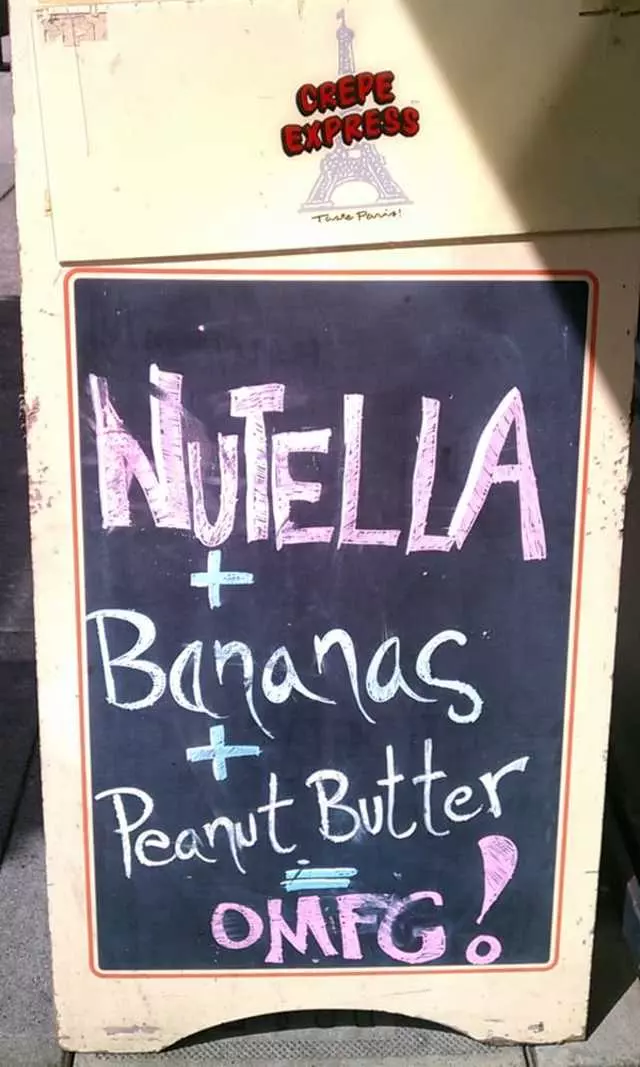 CREPE
EXPRESS
Taste Paris!
NUTELLA
+
Bananas
+
Peanut Butter
=
OMFG!